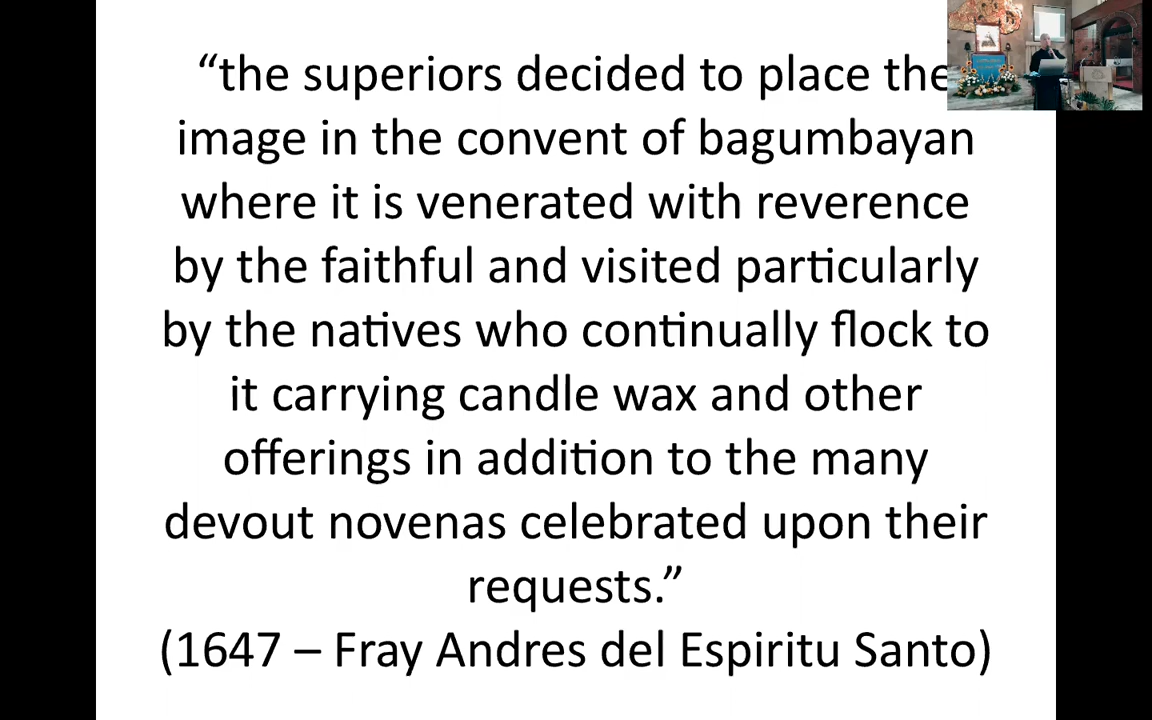 “the superiors decided to place the
image in the convent of bagumbayan
where it is venerated with reverence
by the faithful and visited particularly
by the natives who continually flock to
it carrying candle wax and other
offerings in addition to the many
devout novenas celebrated upon their
requests.”
(1647 – Fray Andres del Espiritu Santo)